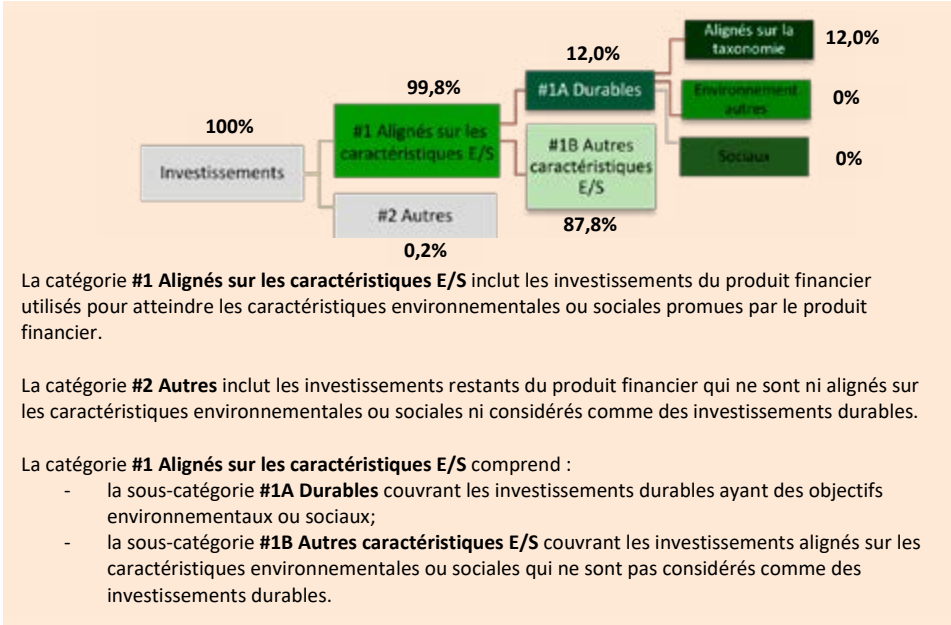 Alignés sur la
taxonomie
12,0%
12,0%
99,8%
#1A Durables
Environnement
autres
0%
100%
#1 Alignés sur les
caractéristiques E/S
#1B Autres
caractéristiques
E/S
Sociaux
0%
Investissements
#2 Autres
87,8%
0,2%
La catégorie #1 Alignés sur les caractéristiques E/S inclut les investissements du produit financier
utilisés pour atteindre les caractéristiques environnementales ou sociales promues par le produit
financier.
La catégorie #2 Autres inclut les investissements restants du produit financier qui ne sont ni alignés sur
les caractéristiques environnementales ou sociales ni considérés comme des investissements durables.
La catégorie #1 Alignés sur les caractéristiques E/S comprend :
- la sous-catégorie #1A Durables couvrant les investissements durables ayant des objectifs
environnementaux ou sociaux;
- la sous-catégorie #1B Autres caractéristiques E/S couvrant les investissements alignés sur les
caractéristiques environnementales ou sociales qui ne sont pas considérés comme des
investissements durables.